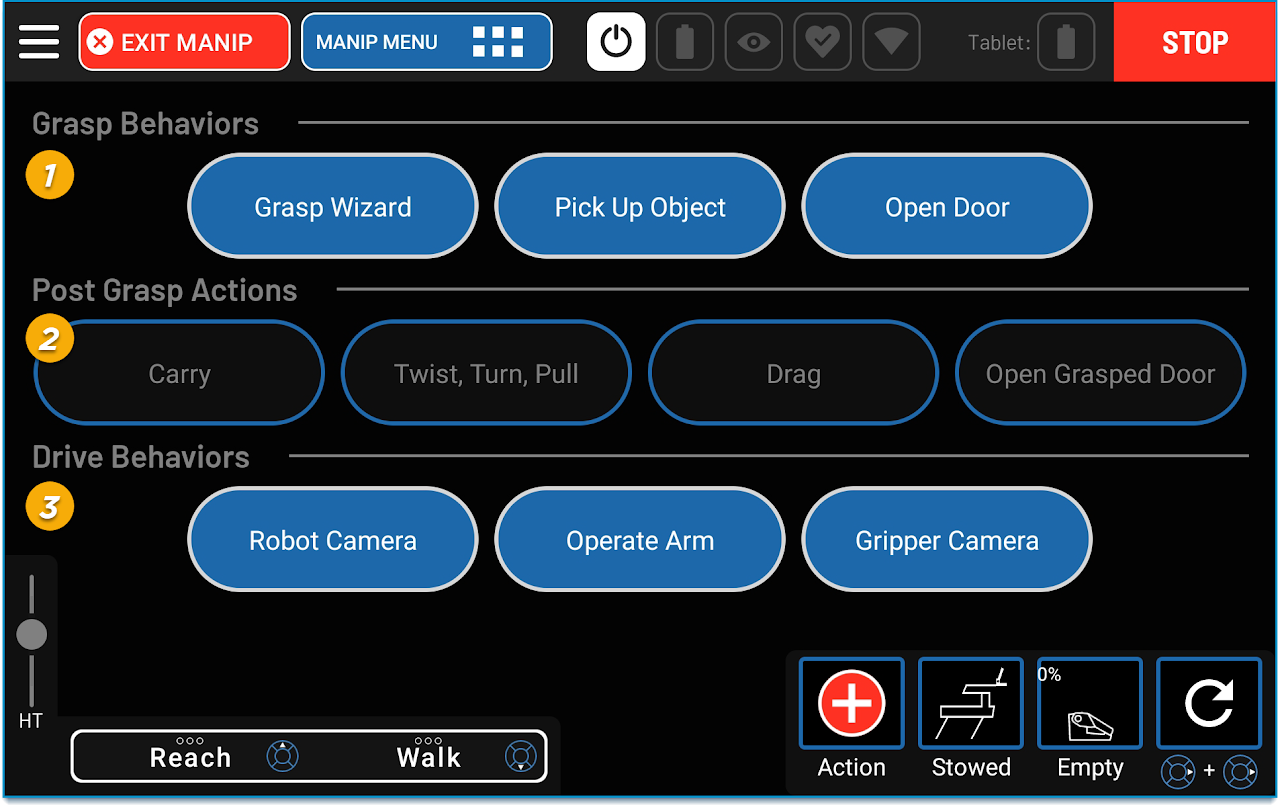 EXIT MANIP
MANIP MENU
Tablet:
STOP
Grasp Behaviors
1
Grasp Wizard
Pick Up Object
Open Door
Post Grasp Actions
2
Carry
Twist, Turn, Pull
Drag
Open Grasped Door
Drive Behaviors
3
Robot Camera
Operate Arm
Gripper Camera
HT
Reach
Walk
Action
Stowed
0%
Empty
+